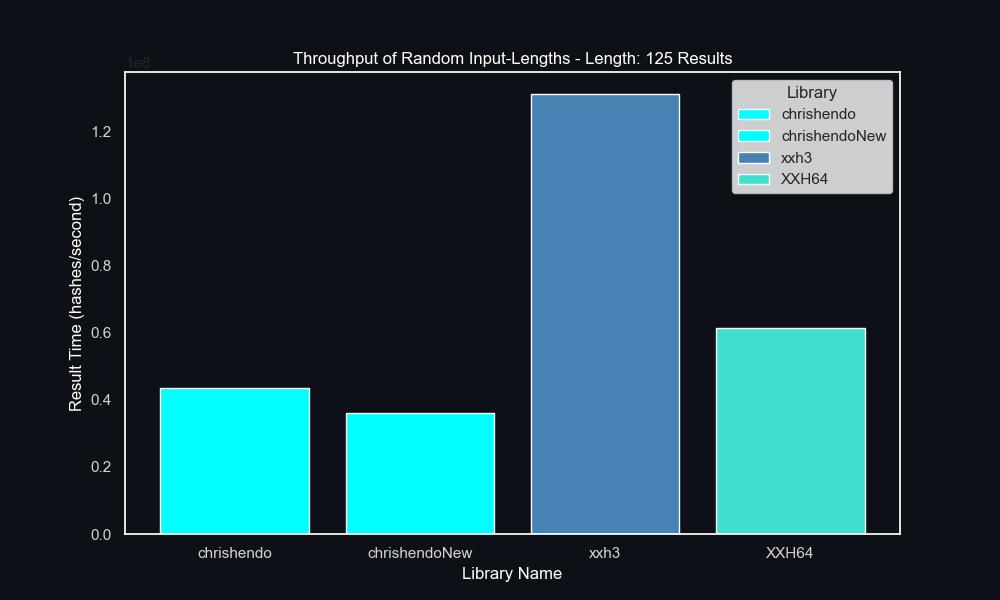 Throughput of Random Input-Lengths - Length: 125 Results
1e8
Library
chrishendo
chrishendoNew
xxh3
XXH64
1.2
1.0
0.8
0.6
0.4
0.2
0.0
Result Time (hashes/second)
chrishendo
chrishendoNew
xxh3
XXH64
Library Name